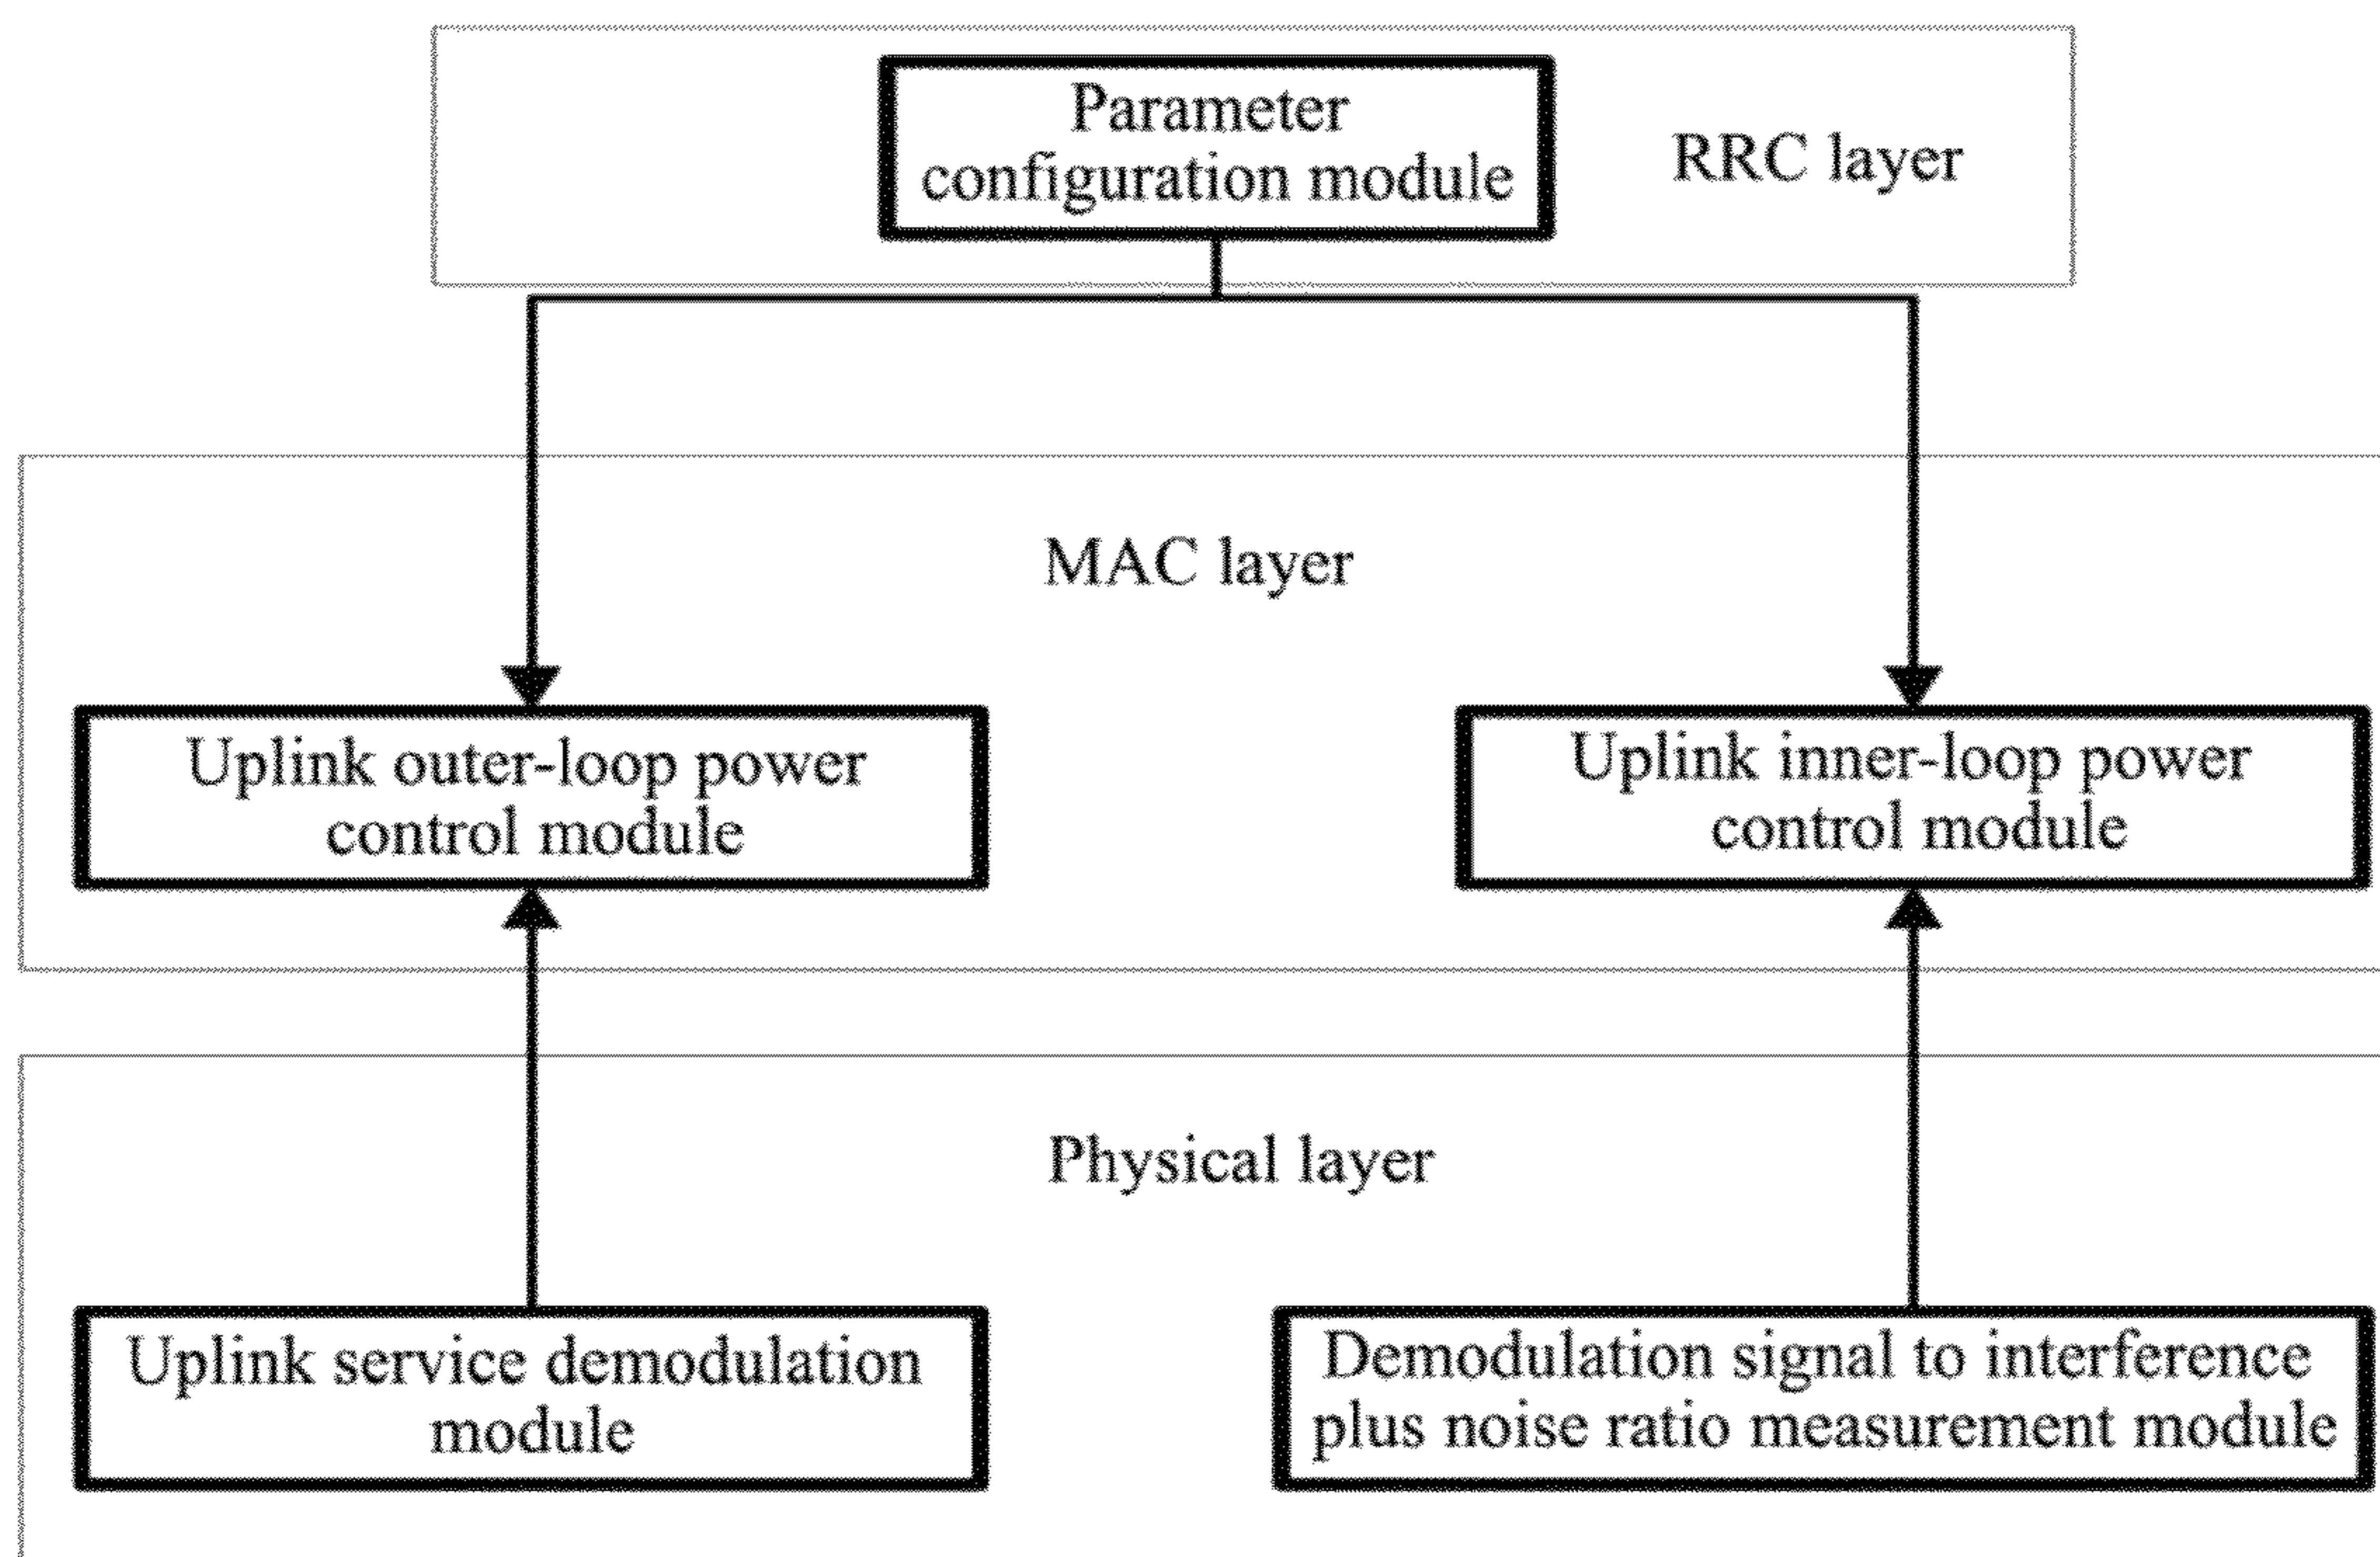 Parameter
configuration module
RRC layer
MAC layer
Uplink outer-loop power
control module
Uplink inner-loop power
control module
Physical layer
Uplink service demodulation
module
Demodulation signal to interference
plus noise ratio measurement module